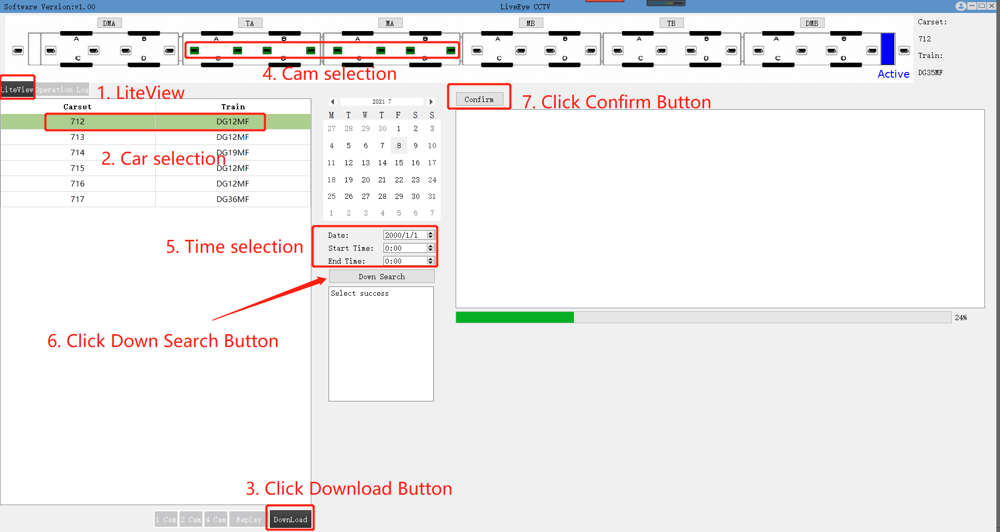 Software Version:v1.00
LiveEye CCTV
DMA
TA
MA
MB
TB
DMB
Carset:
712
Train:
DG35MF
A B A B A B A B A B A B
C D C D C D C D C D C D
Active
4. Cam selection
LiteView
Operation Log
1. LiteView
Carset Train
712 DG12MF
713 DG12MF
714 DG19MF
715 DG12MF
716 DG12MF
717 DG36MF
2. Car selection
2021 7
M T W T F S S
27 28 29 30 1 2 3
4 5 6 7 8 9 10
11 12 13 14 15 16 17
18 19 20 21 22 23 24
25 26 27 28 29 30 31
1 2 3 4 5 6 7
Confirm
7. Click Confirm Button
5. Time selection
Date: 2000/1/1
Start Time: 0:00
End Time: 0:00
Down Search
Select success
24%
6. Click Down Search Button
3. Click Download Button
1 Cam
2 Cam
4 Cam
Replay
DownLoad